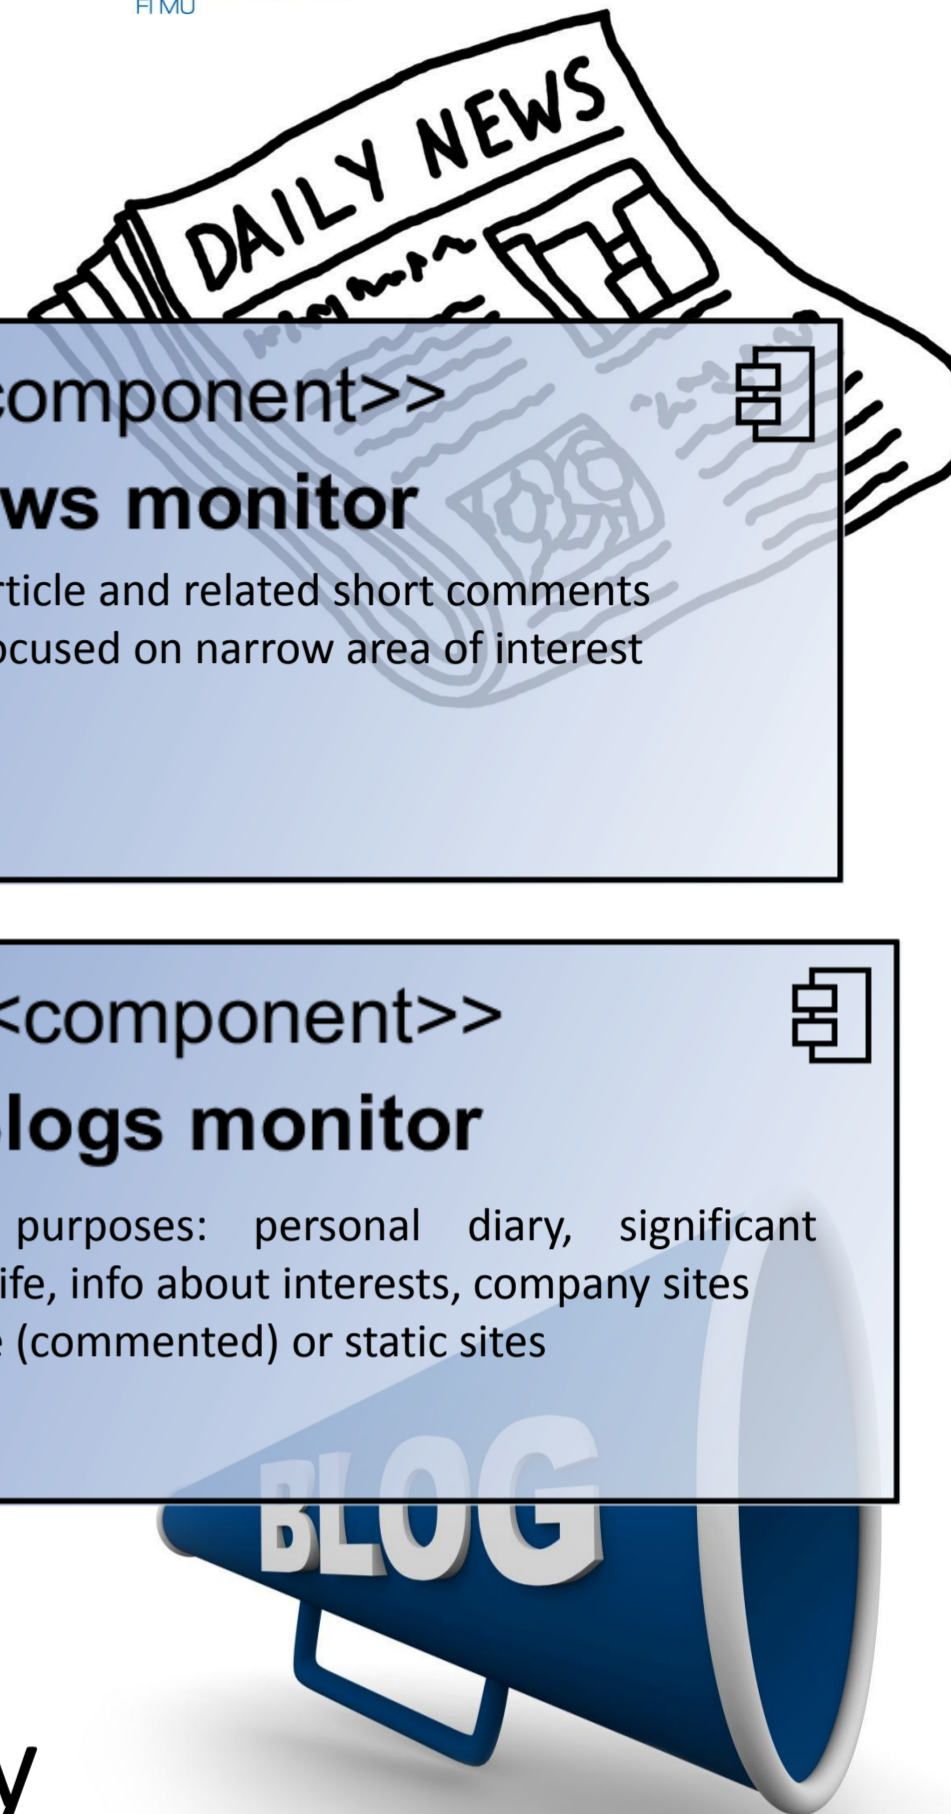 FI MU
DAILY NEWS
component>>
ws monitor
rticle and related short comments
ocused on narrow area of interest
<component>>
logs monitor
purposes: personal diary, significant
ife, info about interests, company sites
e (commented) or static sites
BLOG
y